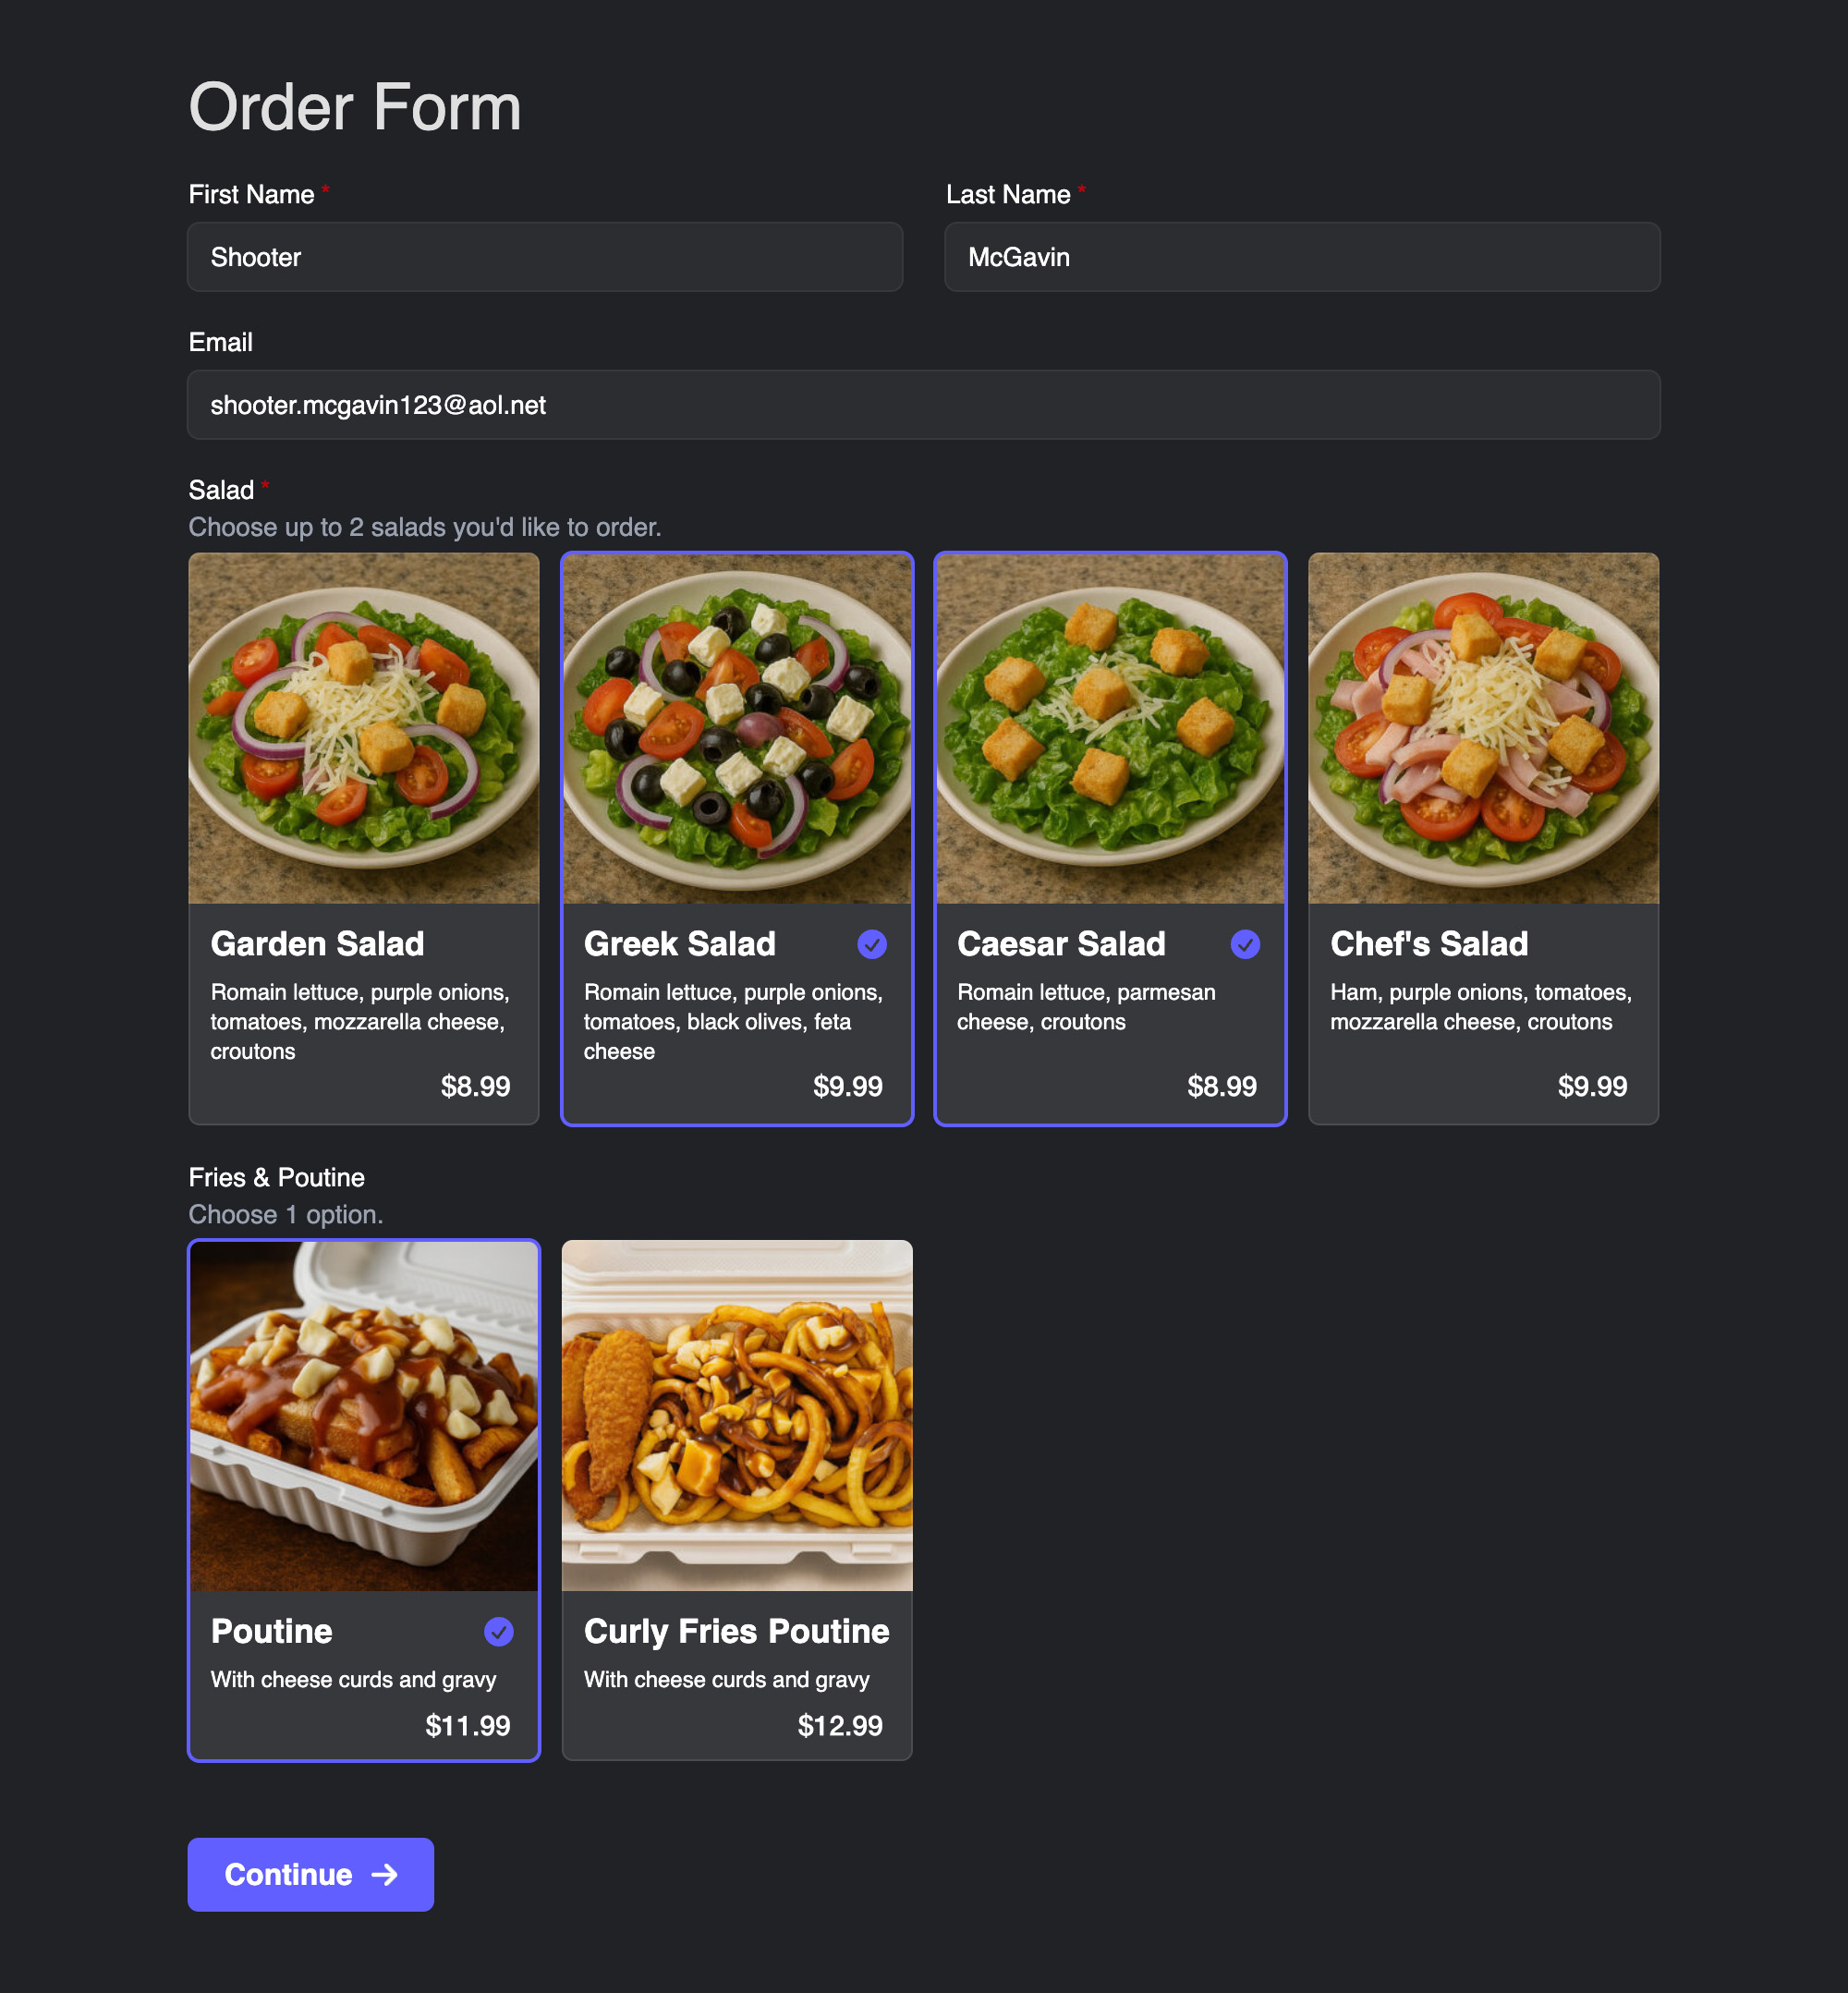 Order Form
First Name *
Last Name *
Shooter
McGavin
Email
shooter.mcgavin123@aol.net
Salad *
Choose up to 2 salads you'd like to order.
Garden Salad
Romain lettuce, purple onions,
tomatoes, mozzarella cheese,
croutons
$8.99
Greek Salad
Romain lettuce, purple onions,
tomatoes, black olives, feta
cheese
$9.99
Caesar Salad
Romain lettuce, parmesan
cheese, croutons
$8.99
Chef's Salad
Ham, purple onions, tomatoes,
mozzarella cheese, croutons
$9.99
Fries & Poutine
Choose 1 option.
Poutine
With cheese curds and gravy
$11.99
Curly Fries Poutine
With cheese curds and gravy
$12.99
Continue →